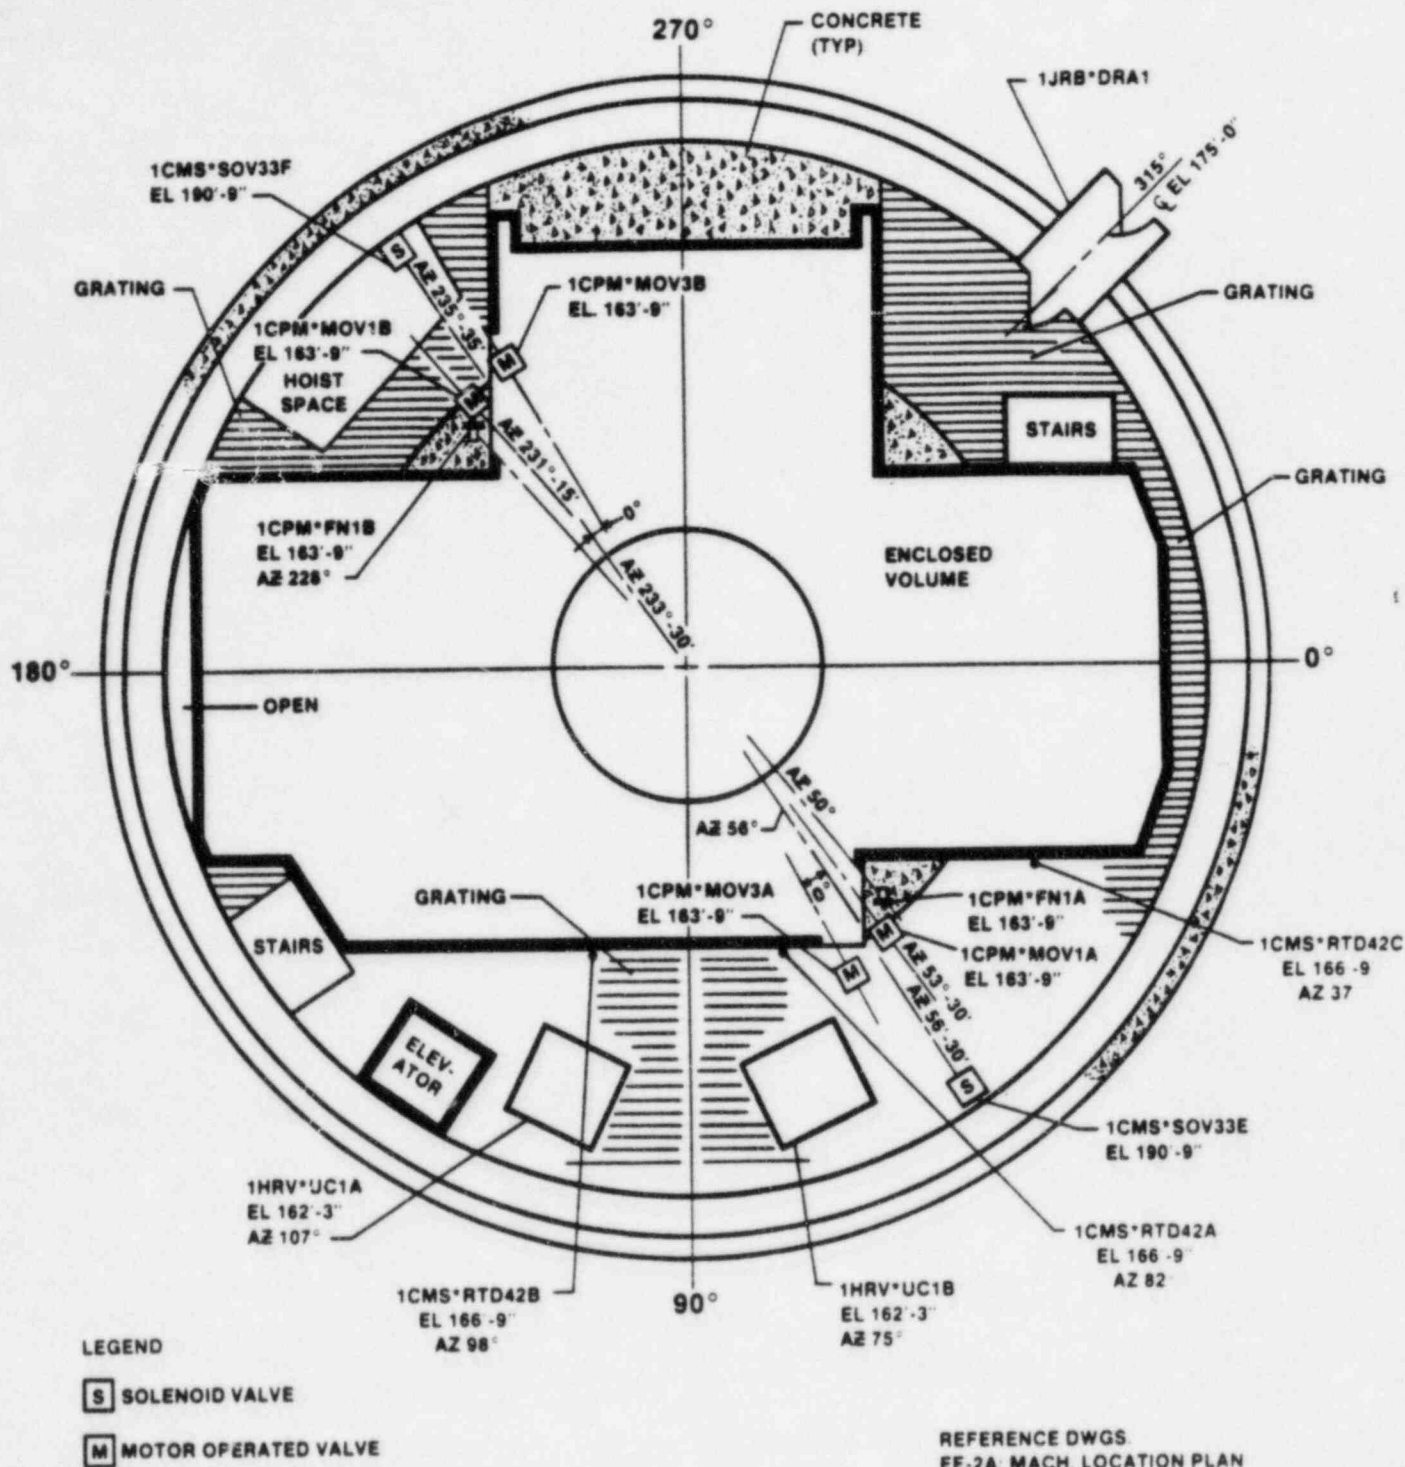 270°
CONCRETE
(TYP)
1JRB*DRA1
315°
℄ EL 175'-0"
1CMS*SOV33F
EL 190'-9"
GRATING
1CPM*MOV3B
EL. 163'-9"
GRATING
AZ 235°-35'
1CPM*MOV1B
EL 163'-9"
HOIST
SPACE
S
M
M
STAIRS
GRATING
AZ 231°-15'
0°
1CPM*FN1B
EL 163'-9"
AZ 228°
AZ 233°-30'
ENCLOSED
VOLUME
180°
0°
OPEN
AZ 50°
AZ 56°
GRATING
1CPM*MOV3A
EL 163'-9"
1CPM*FN1A
EL 163'-9"
1CPM*MOV1A
EL 163'-9"
M
M
AZ 53°-30'
AZ 56°-30'
1CMS*RTD42C
EL 166 -9
AZ 37
STAIRS
ELEV-
ATOR
S
1CMS*SOV33E
EL 190'-9"
1HRV*UC1A
EL 162'-3"
AZ 107°
1CMS*RTD42A
EL 166 -9"
AZ 82
1CMS*RTD42B
EL 166'-9"
AZ 98°
90°
1HRV*UC1B
EL 162'-3"
AZ 75°
LEGEND
S SOLENOID VALVE
M MOTOR OPERATED VALVE
REFERENCE DWGS.
EE-2A: MACH. LOCATION PLAN